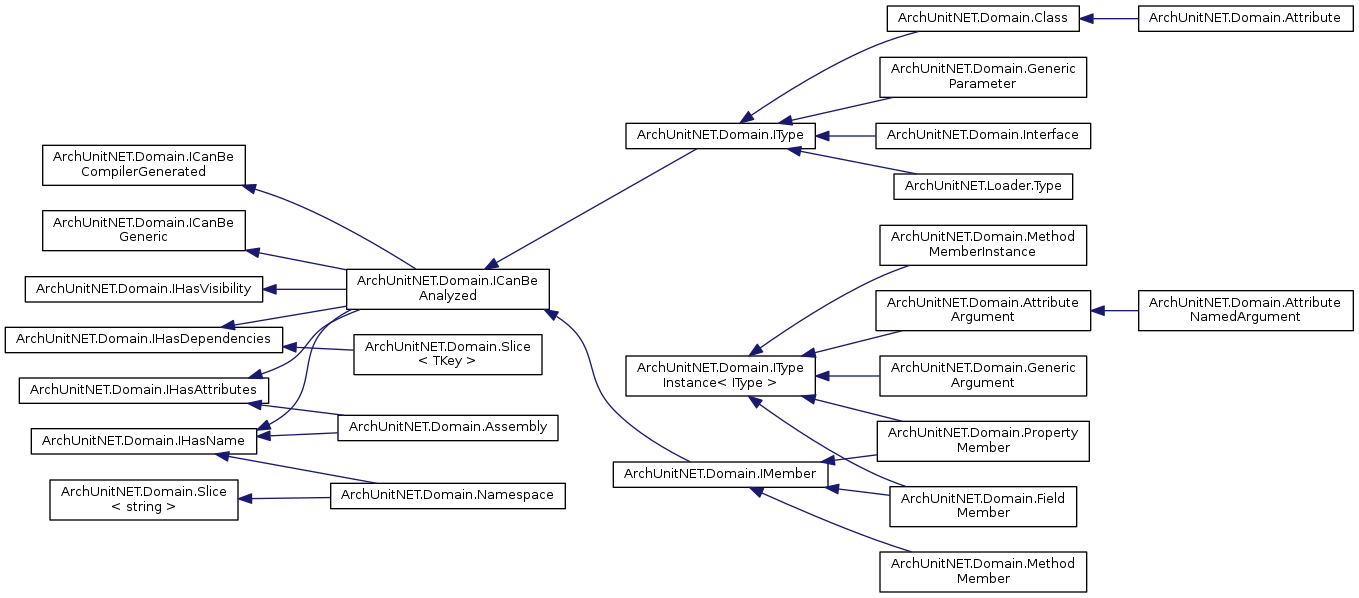 ArchUnitNET.Domain.ICanBe
CompilerGenerated
ArchUnitNET.Domain.ICanBe
Generic
ArchUnitNET.Domain.IHasVisibility
ArchUnitNET.Domain.IHasDependencies
ArchUnitNET.Domain.IHasAttributes
ArchUnitNET.Domain.IHasName
ArchUnitNET.Domain.Slice
< string >
ArchUnitNET.Domain.ICanBe
Analyzed
ArchUnitNET.Domain.Slice
< TKey >
ArchUnitNET.Domain.Assembly
ArchUnitNET.Domain.Namespace
ArchUnitNET.Domain.IType
ArchUnitNET.Domain.IType
Instance< IType >
ArchUnitNET.Domain.IMember
ArchUnitNET.Domain.Class
ArchUnitNET.Domain.Generic
Parameter
ArchUnitNET.Domain.Interface
ArchUnitNET.Loader.Type
ArchUnitNET.Domain.Method
MemberInstance
ArchUnitNET.Domain.Attribute
Argument
ArchUnitNET.Domain.Generic
Argument
ArchUnitNET.Domain.Property
Member
ArchUnitNET.Domain.Field
Member
ArchUnitNET.Domain.Method
Member
ArchUnitNET.Domain.Attribute
ArchUnitNET.Domain.Attribute
NamedArgument